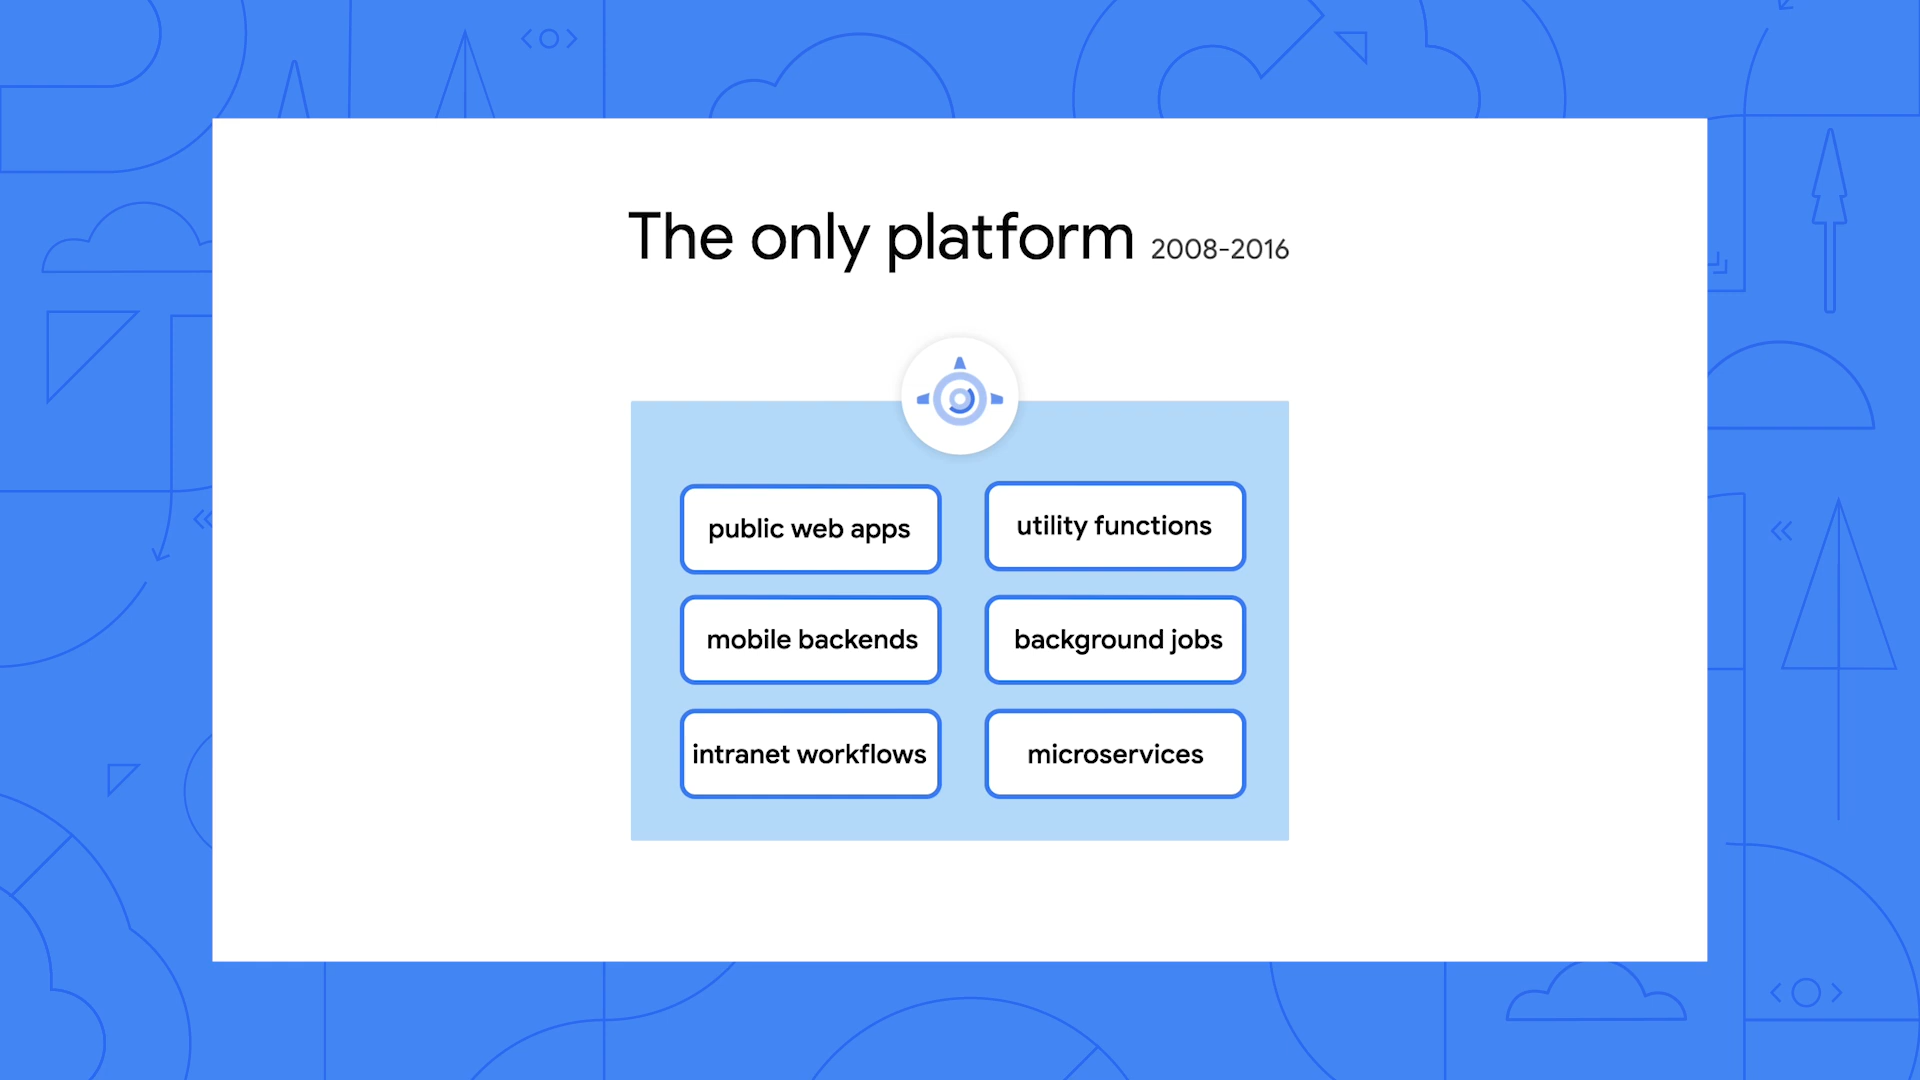 The only platform 2008-2016
public web apps
utility functions
mobile backends
background jobs
intranet workflows
microservices